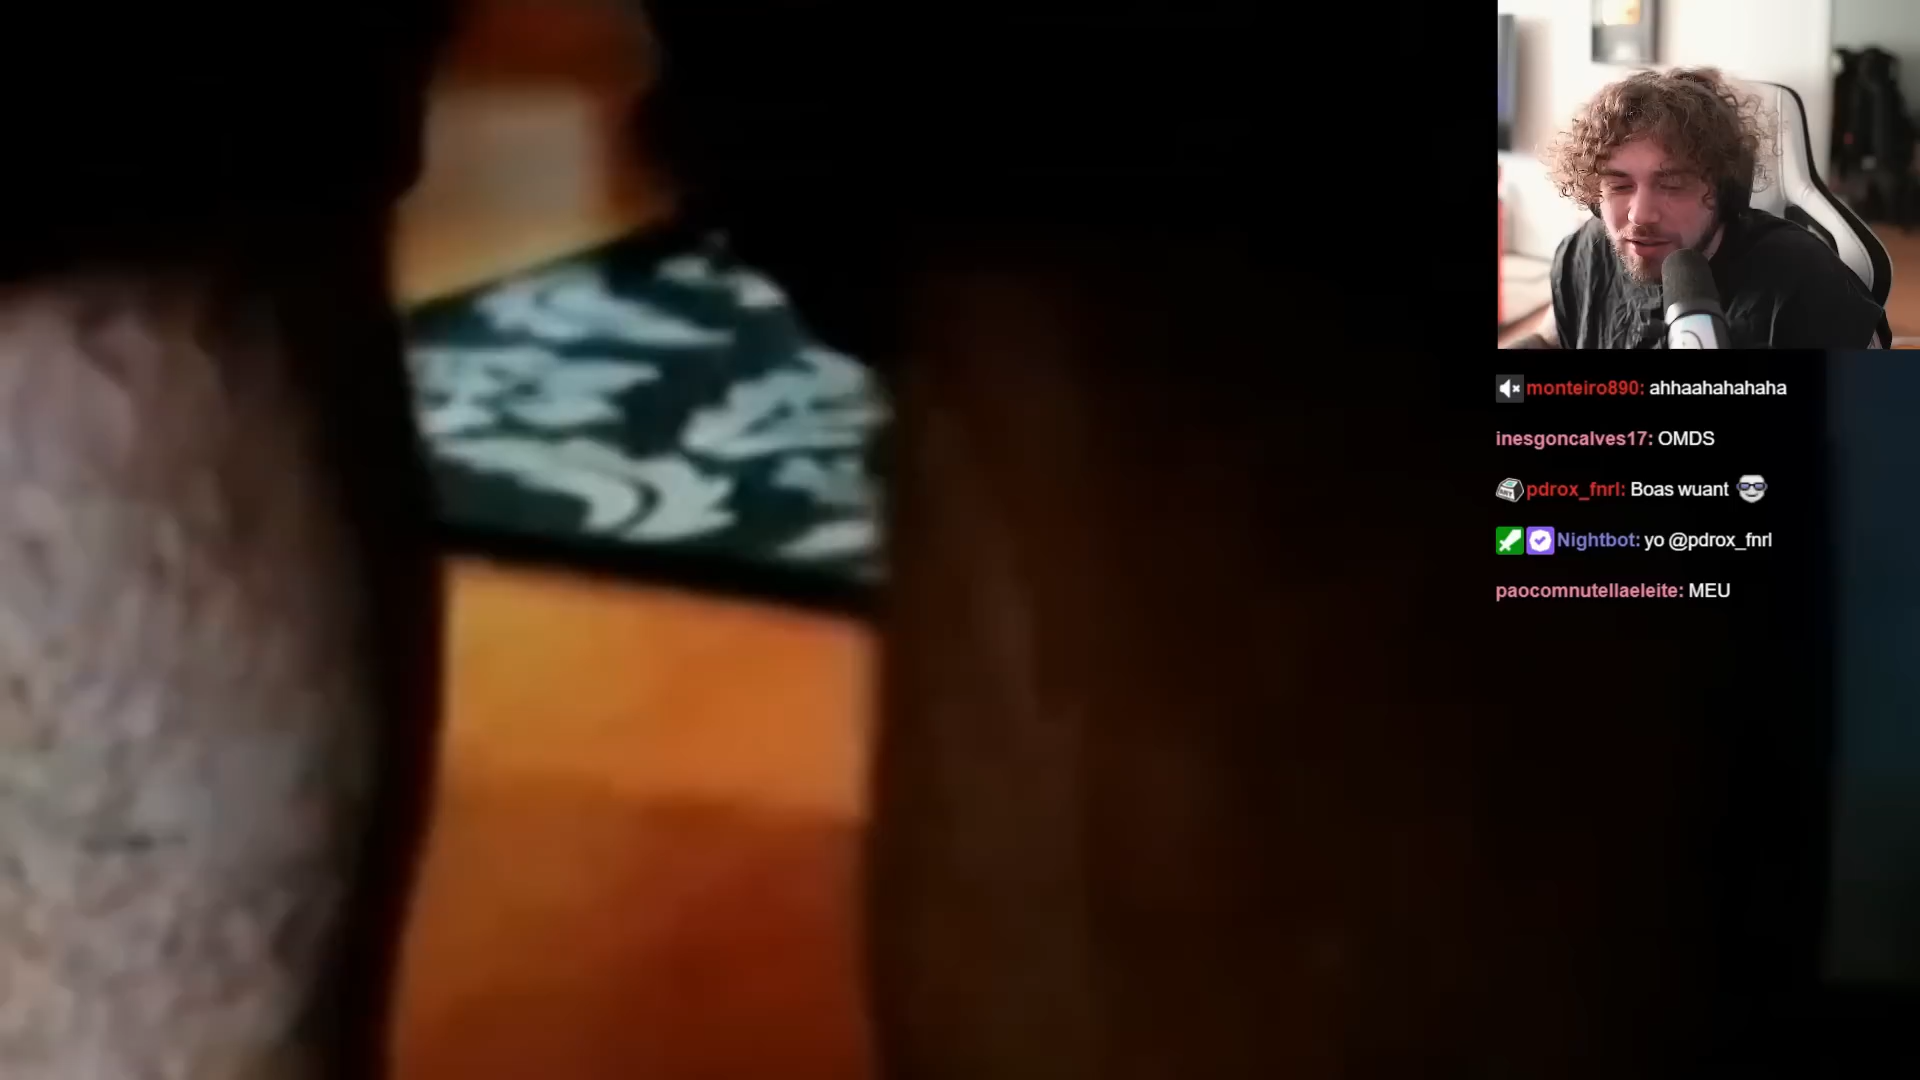 monteiro890: ahhaahahahaha
inesgoncalves17: OMDS
pdrox_fnrl: Boas wuant
Nightbot: yo @pdrox_fnrl
paocomnutellaeleite: MEU